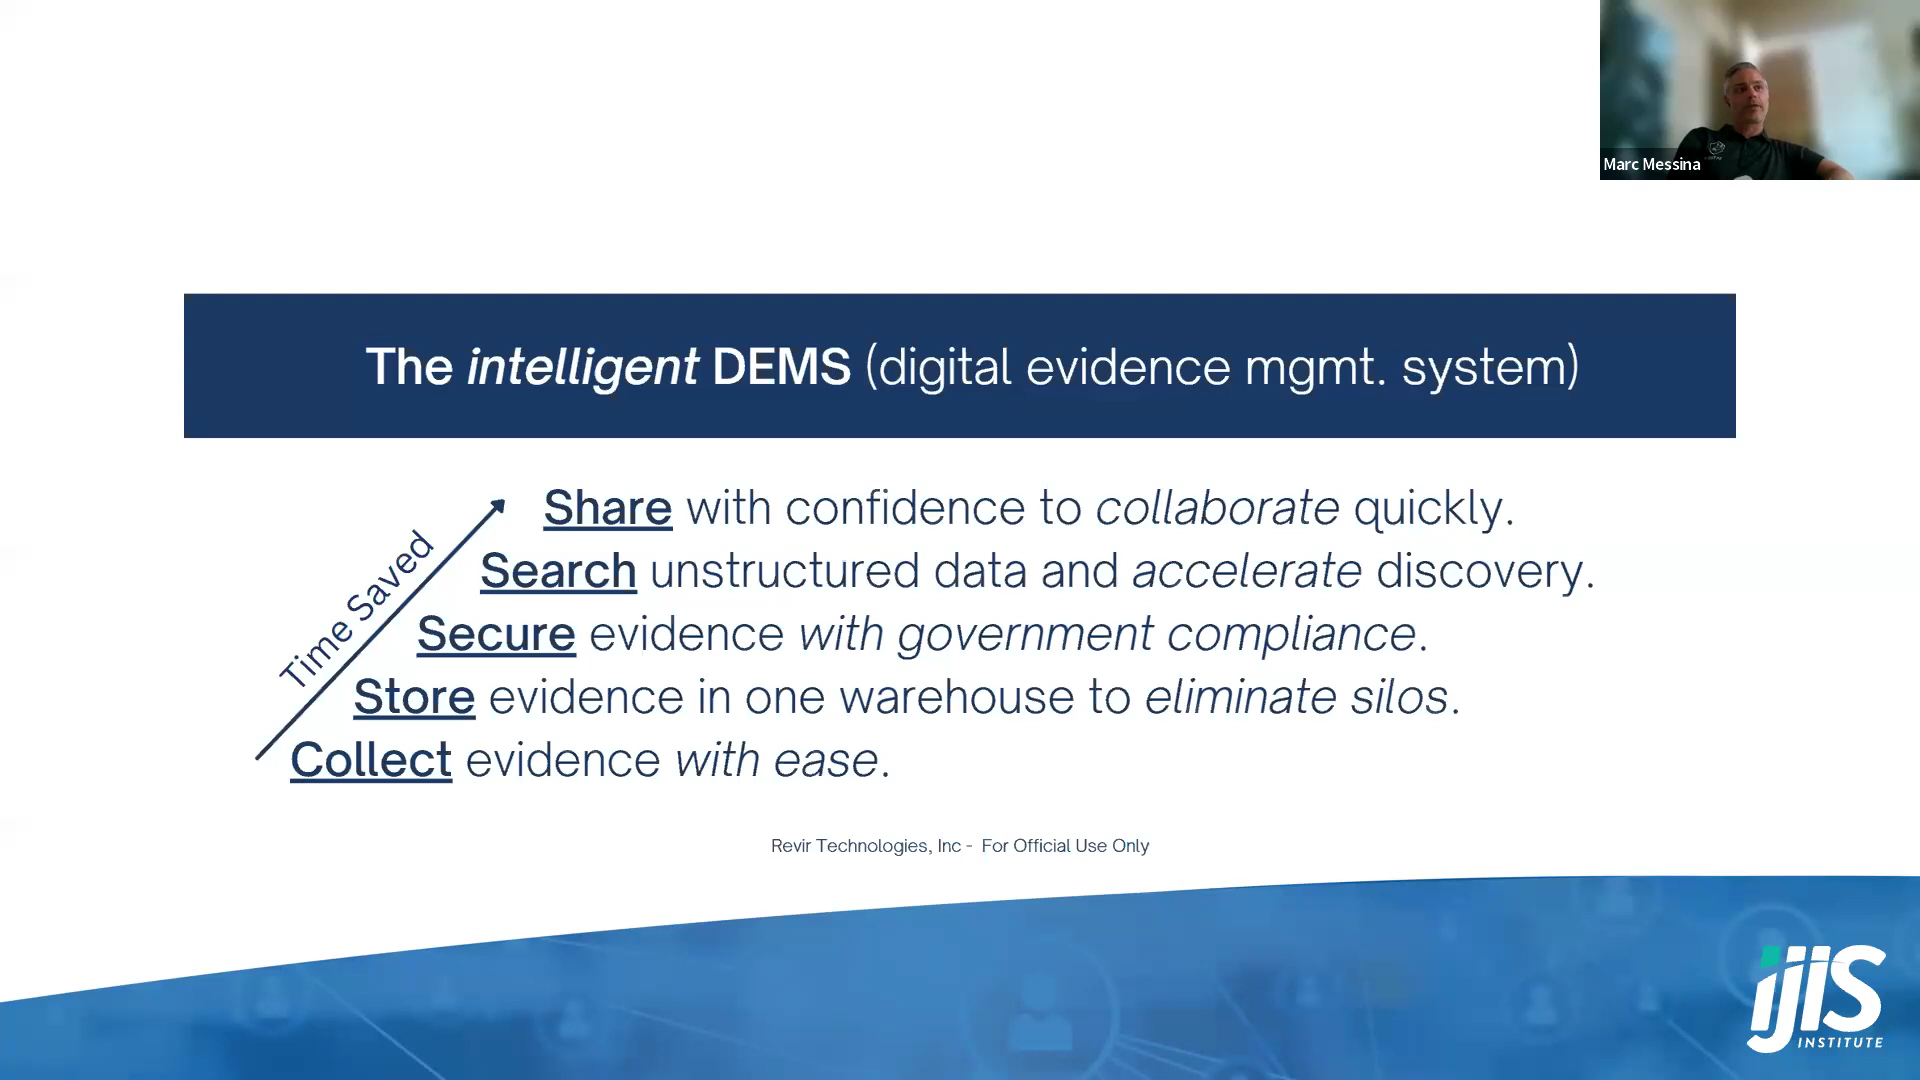 Marc Messina
The intelligent DEMS (digital evidence mgmt. system)
Time Saved
Share with confidence to collaborate quickly.
Search unstructured data and accelerate discovery.
Secure evidence with government compliance.
Store evidence in one warehouse to eliminate silos.
Collect evidence with ease.
Revir Technologies, Inc - For Official Use Only
IJIS
INSTITUTE